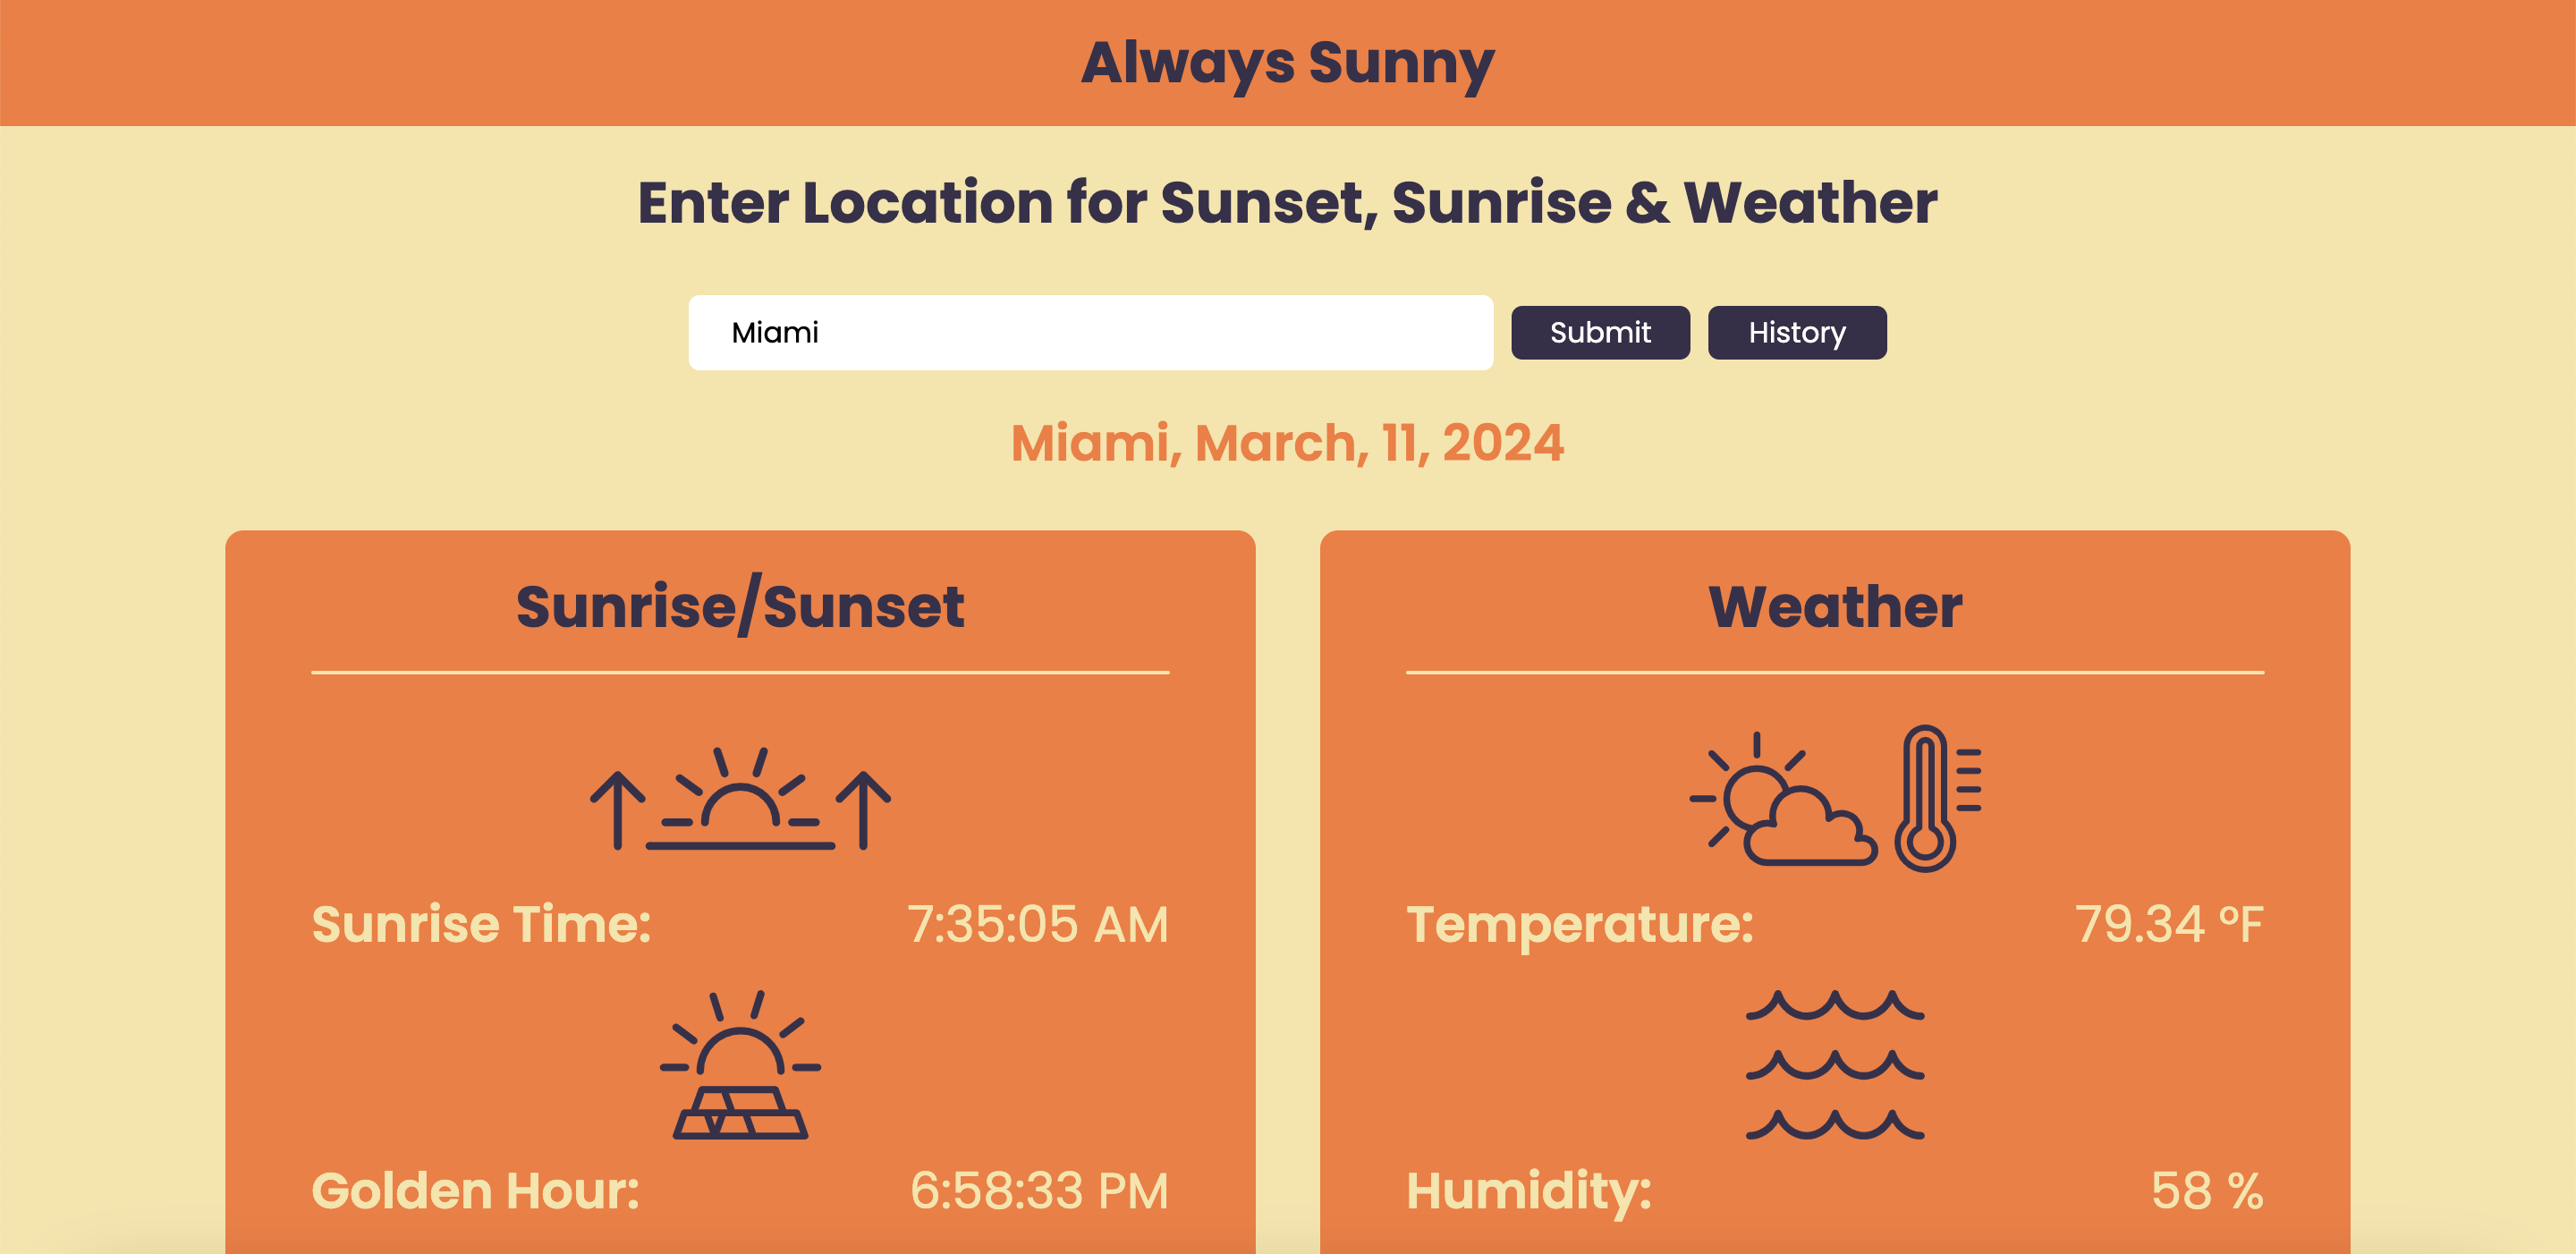 Always Sunny
Enter Location for Sunset, Sunrise & Weather
Miami
Submit
History
Miami, March, 11, 2024
Sunrise/Sunset
Sunrise Time: 7:35:05 AM
Golden Hour: 6:58:33 PM
Weather
Temperature: 79.34 °F
Humidity: 58 %